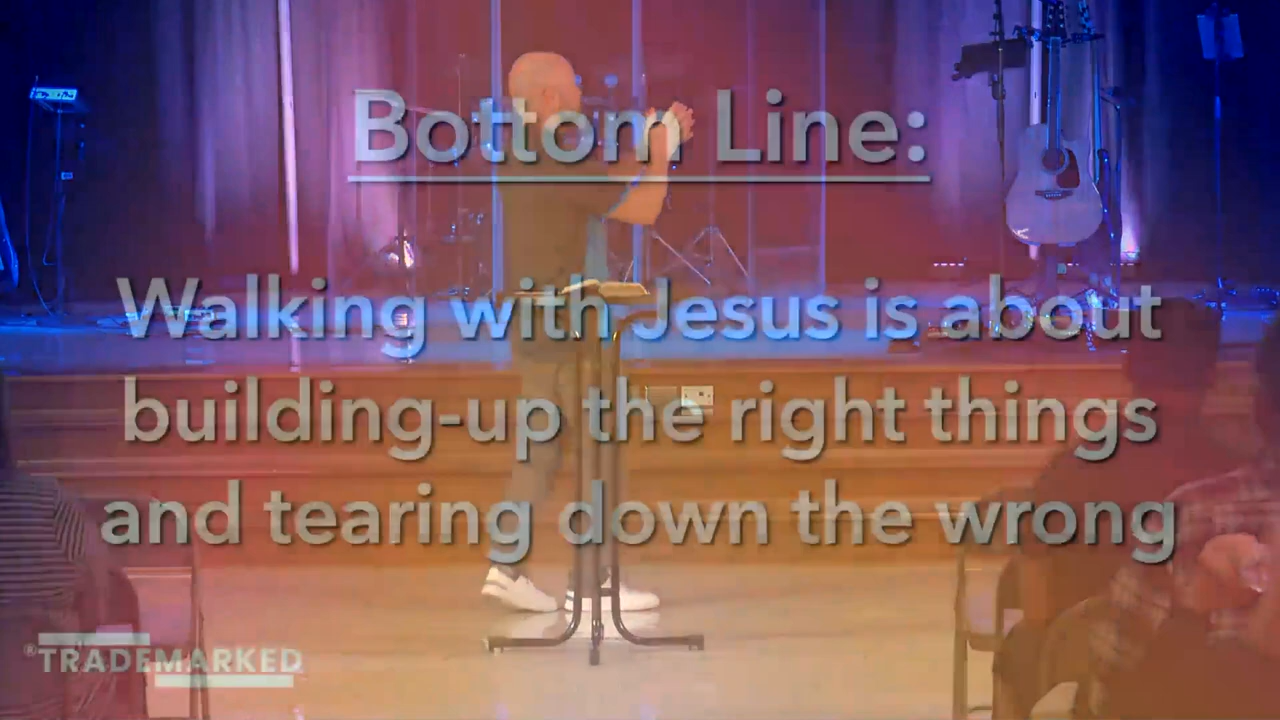 Bottom Line:
Walking with Jesus is about
building-up the right things
and tearing down the wrong
®TRADEMARKED